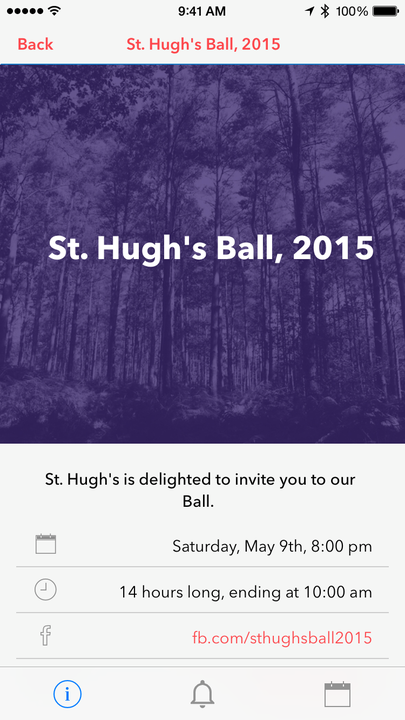 9:41 AM 100%
Back St. Hugh's Ball, 2015
St. Hugh's Ball, 2015
St. Hugh's is delighted to invite you to our
Ball.
Saturday, May 9th, 8:00 pm
14 hours long, ending at 10:00 am
fb.com/sthughsball2015